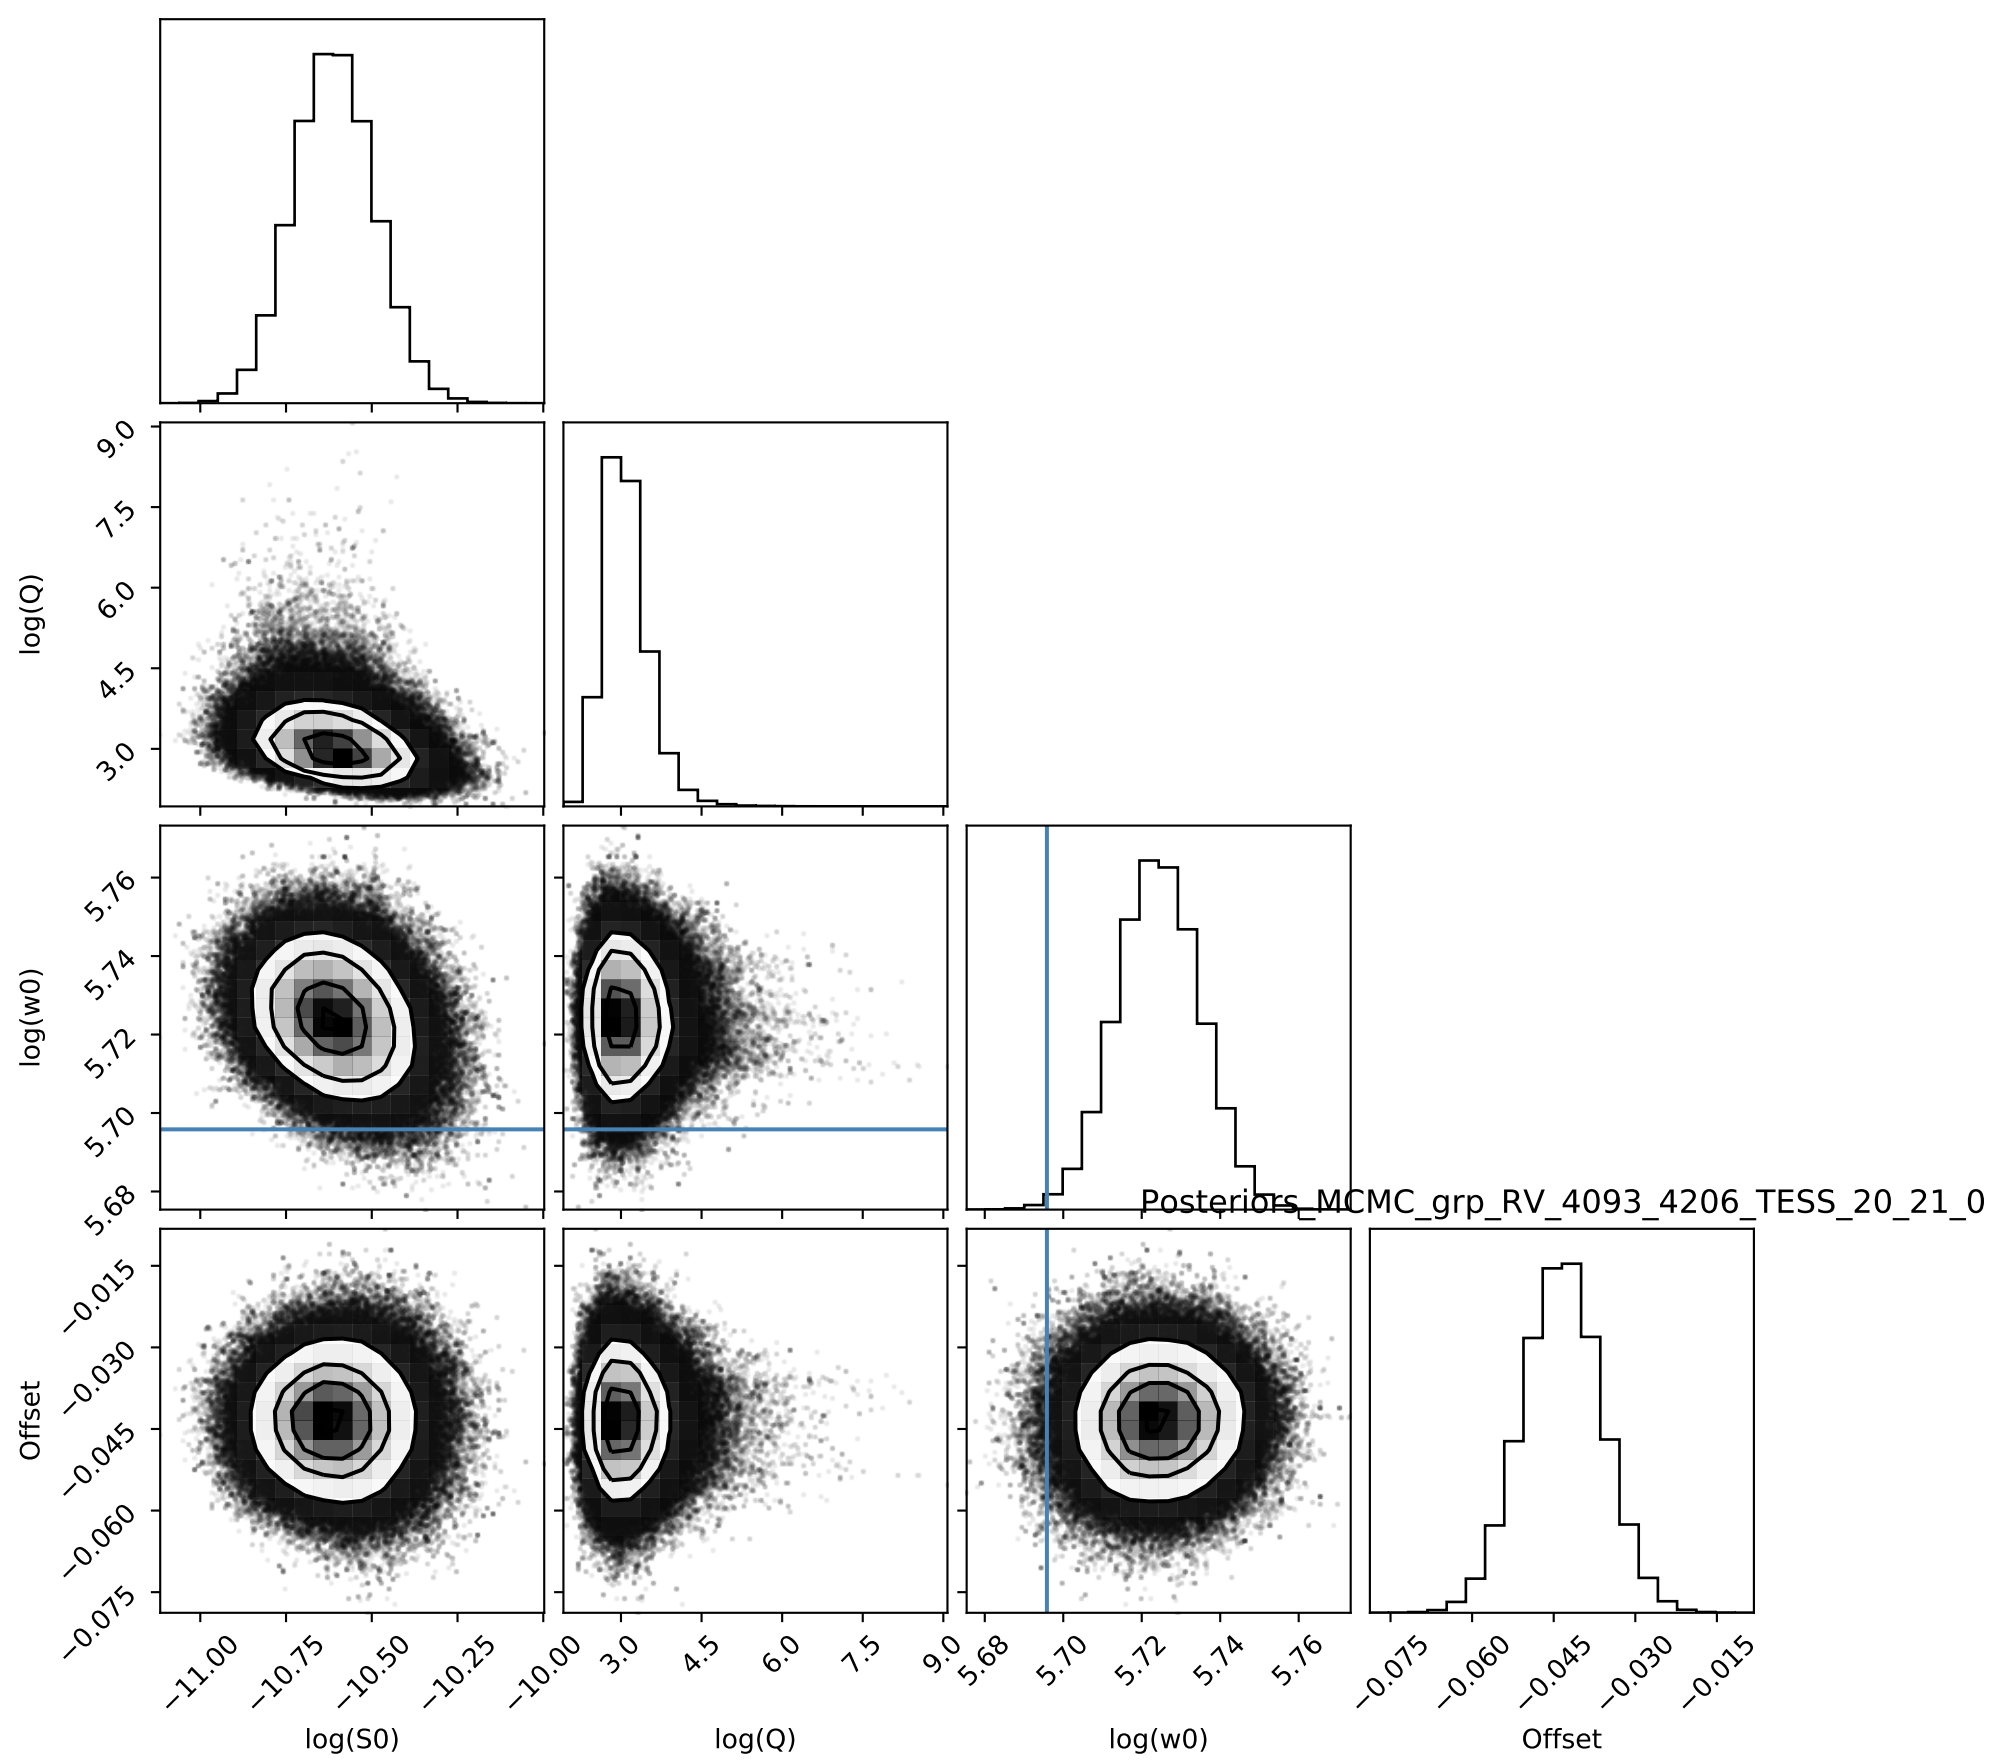 9.0
7.5
6.0
4.5
3.0
log(Q)
5.76
5.74
5.72
5.70
5.68
log(w0)
Posteriors_MCMC_grp_RV_4093_4206_TESS_20_21_0
−0.015
−0.030
−0.045
−0.060
−0.075
Offset
−11.00 −10.75 −10.50 −10.25 −10.00
3.0 4.5 6.0 7.5 9.0
5.68 5.70 5.72 5.74 5.76
−0.075 −0.060 −0.045 −0.030 −0.015
log(S0) log(Q) log(w0) Offset